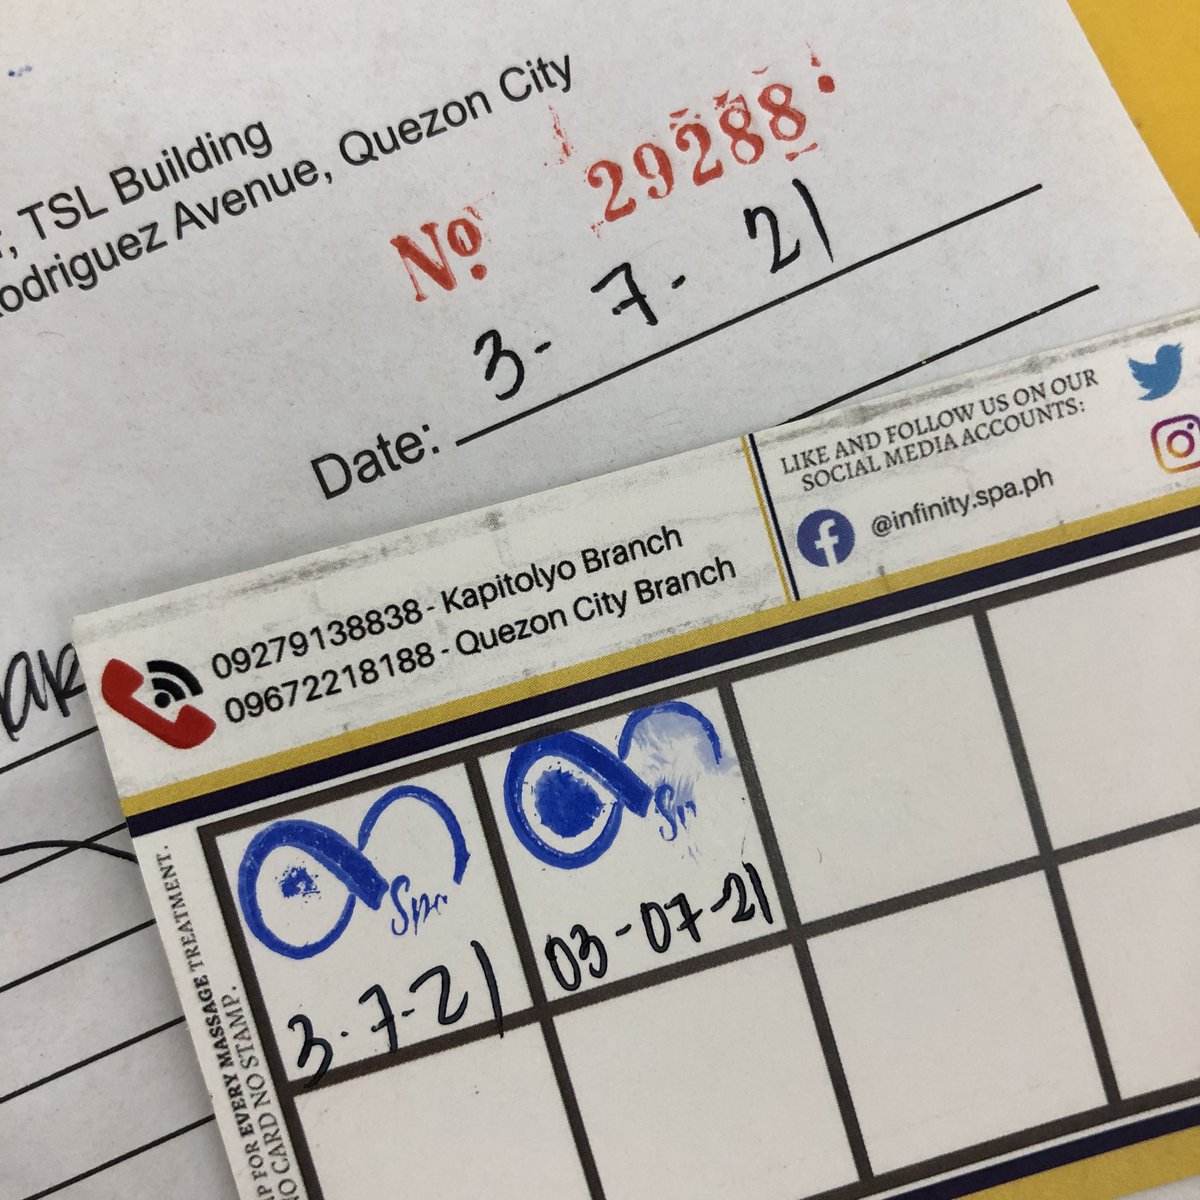 TSL Building
Rodriguez Avenue, Quezon City
No 29288
Date: 3-7-21
LIKE AND FOLLOW US ON OUR
SOCIAL MEDIA ACCOUNTS:
@infinity.spa.ph
09279138838 - Kapitolyo Branch
09672218188 - Quezon City Branch
Spa
3-7-21
Spa
03-07-21
FOR EVERY MASSAGE TREATMENT.
NO CARD NO STAMP.